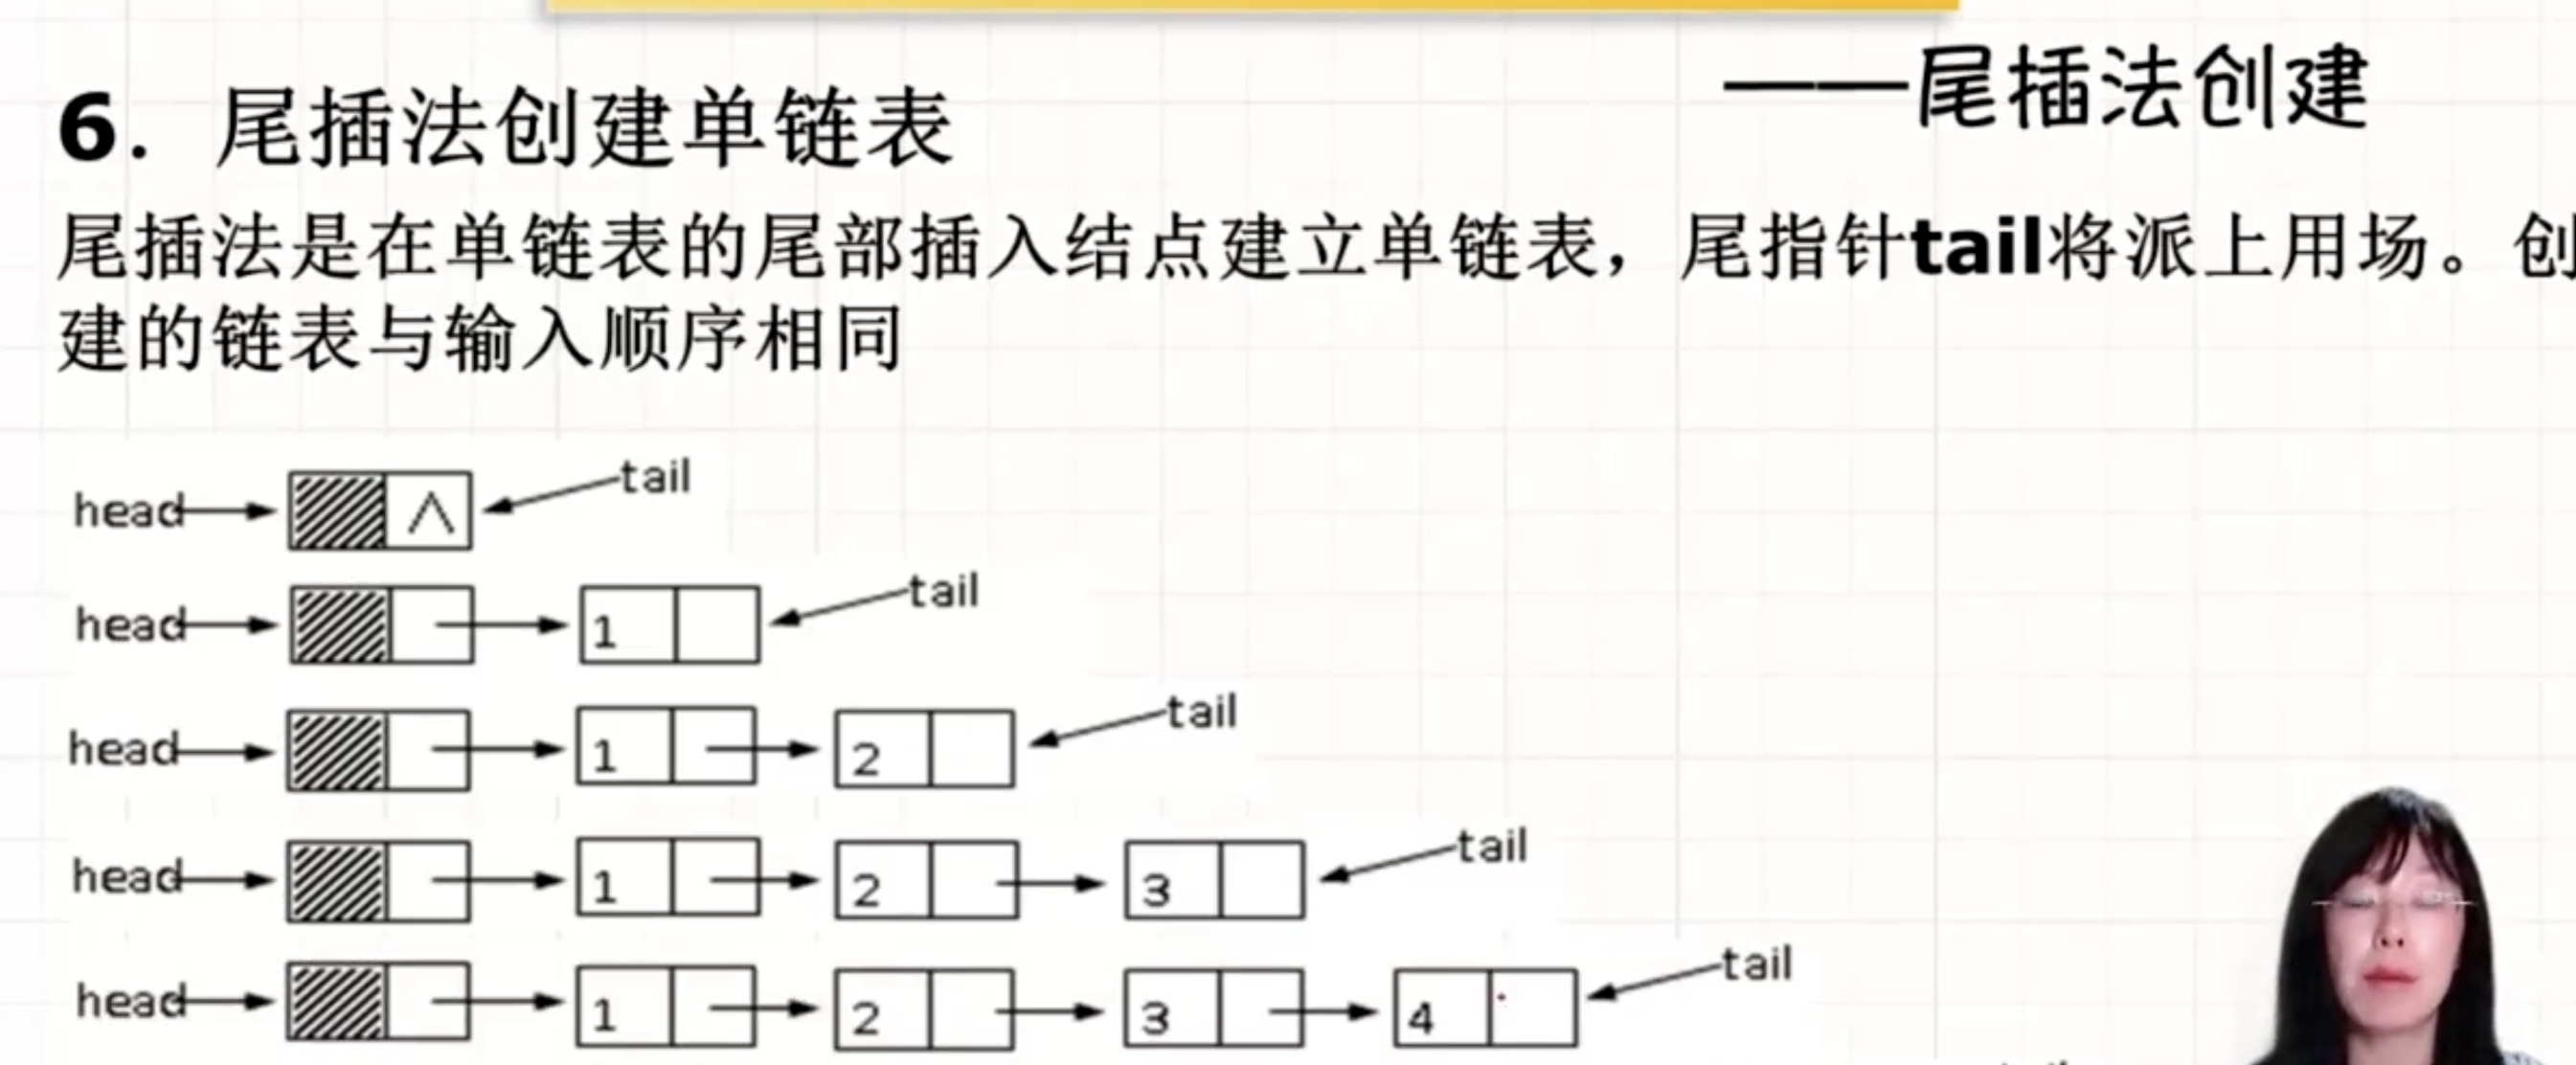 ——尾插法创建
6. 尾插法创建单链表
尾插法是在单链表的尾部插入结点建立单链表，尾指针tail将派上用场。创
建的链表与输入顺序相同
head tail
head 1 tail
head 1 2 tail
head 1 2 3 tail
head 1 2 3 4 tail